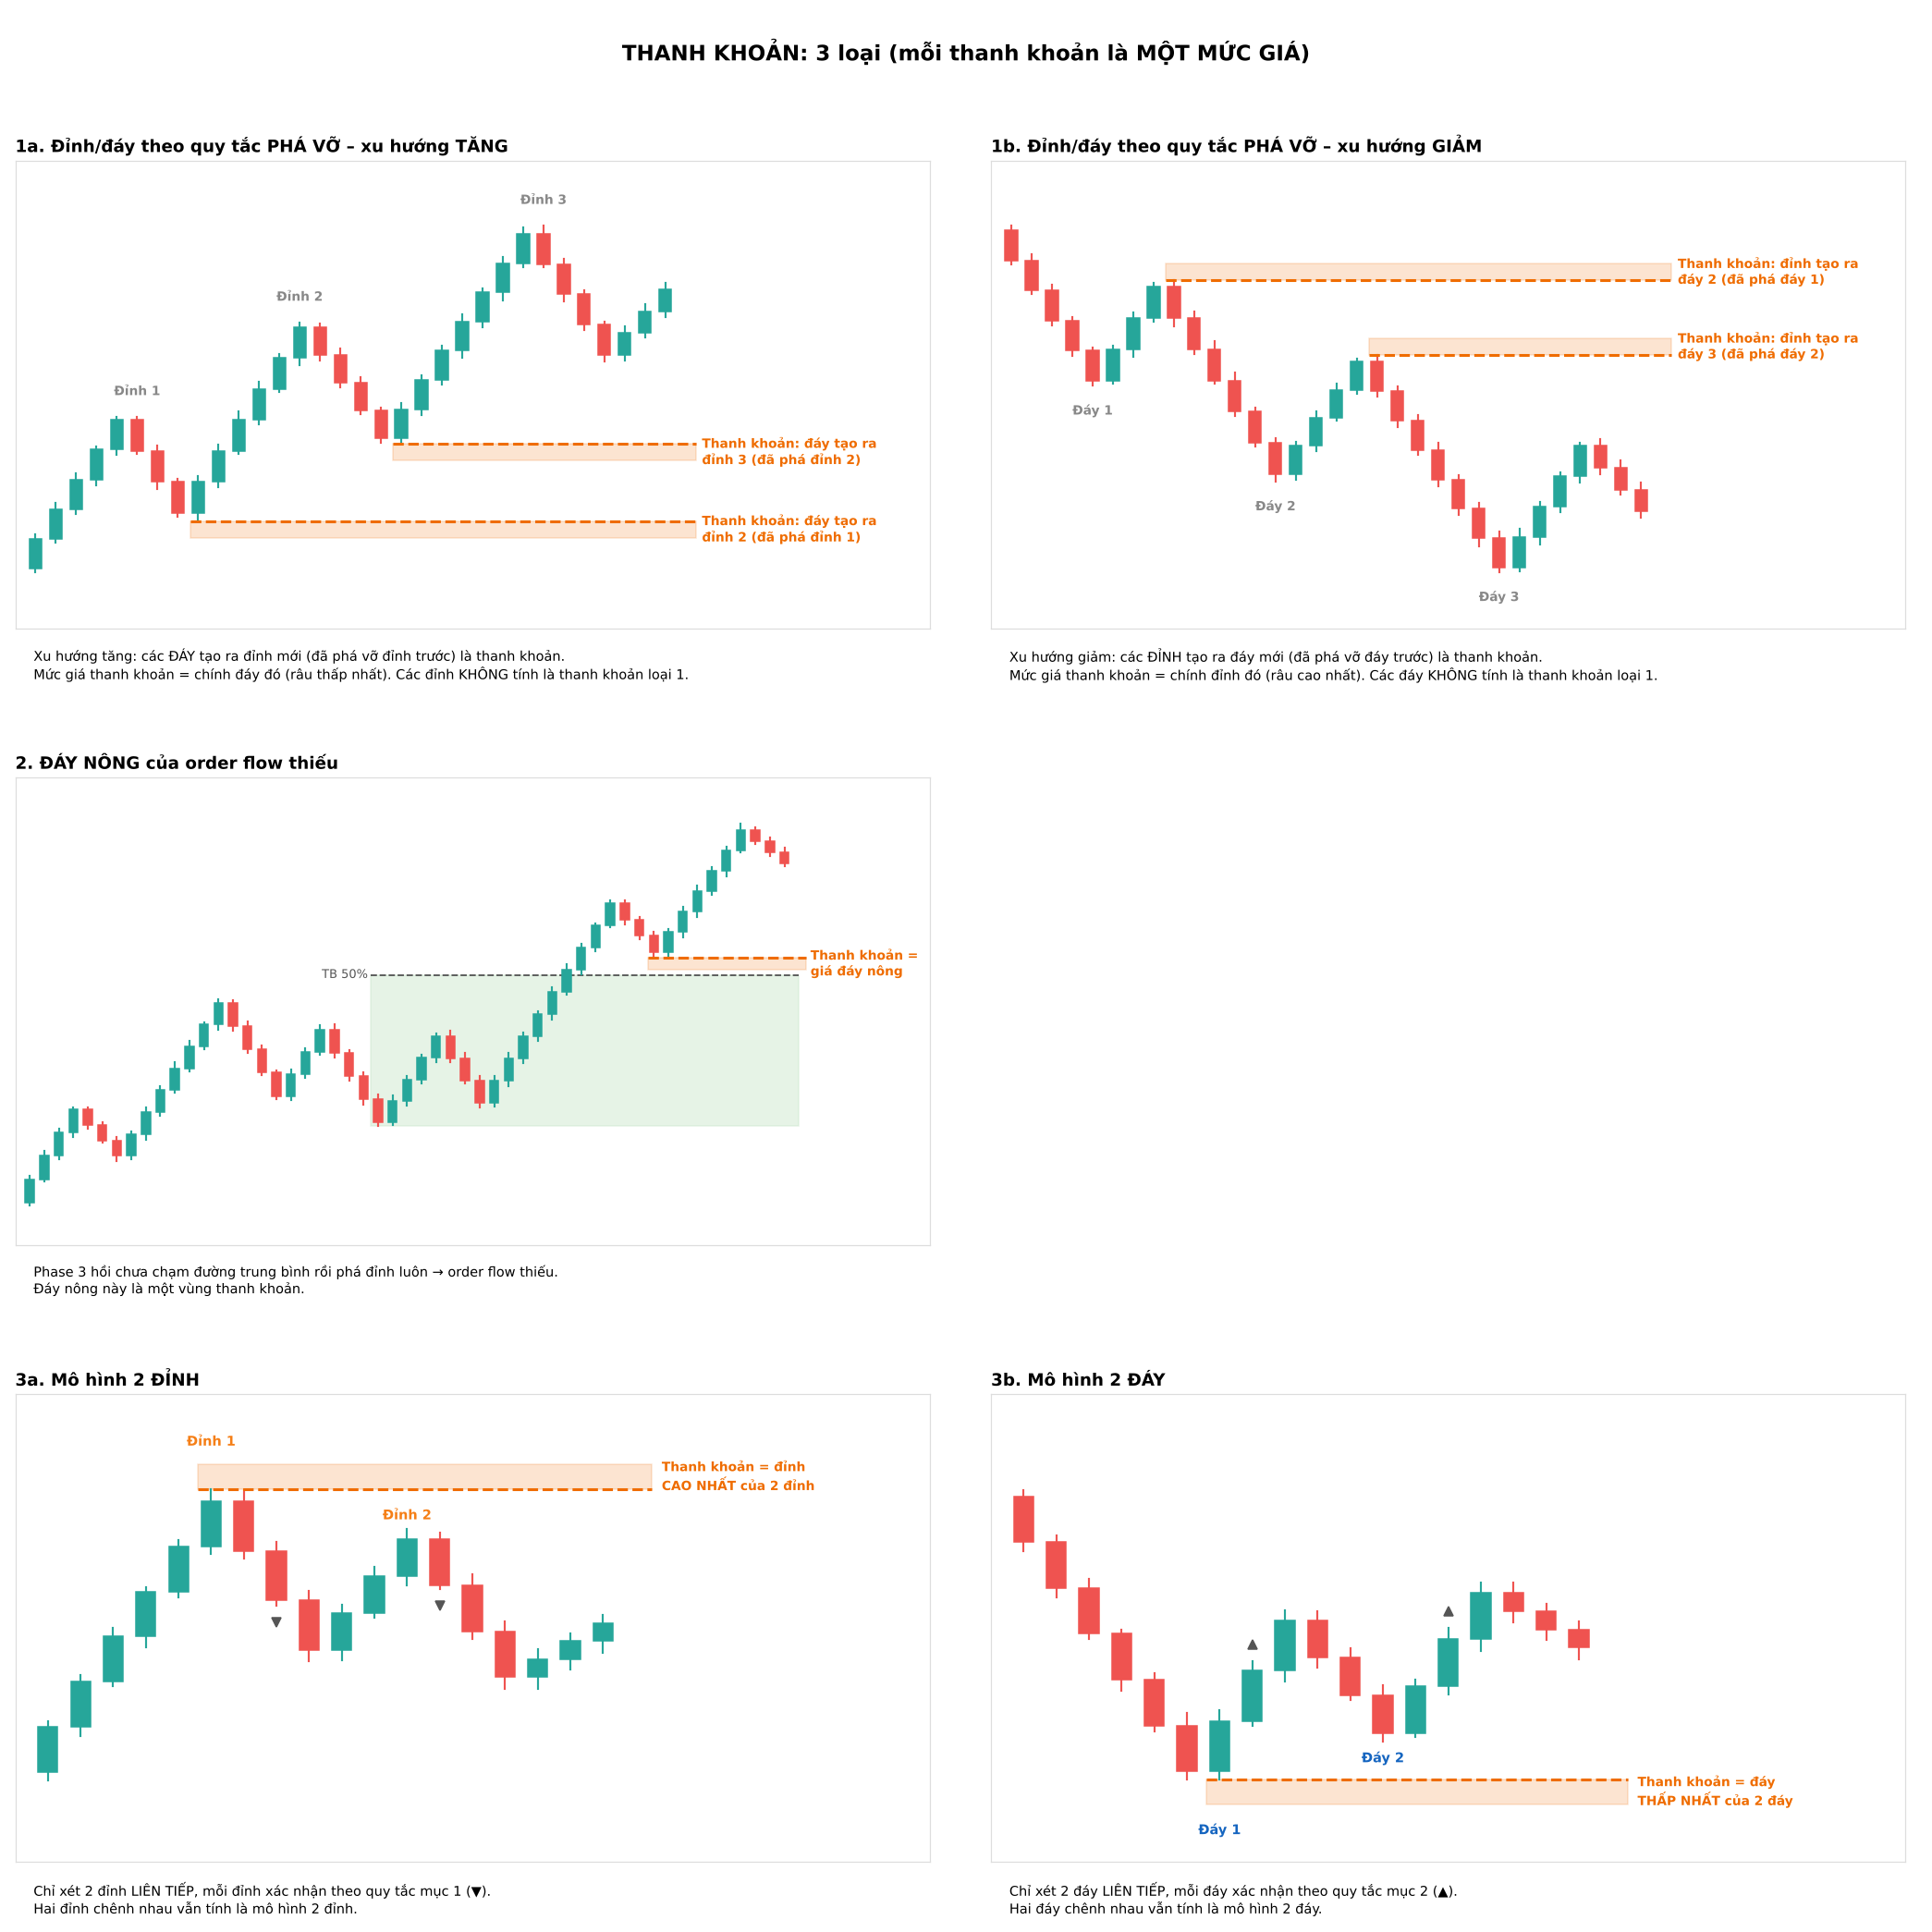 THANH KHOẢN: 3 loại (mỗi thanh khoản là MỘT MỨC GIÁ)
1a. Đỉnh/đáy theo quy tắc PHÁ VỠ – xu hướng TĂNG
Đỉnh 3
Đỉnh 2
Đỉnh 1
Thanh khoản: đáy tạo ra
đỉnh 3 (đã phá đỉnh 2)
Thanh khoản: đáy tạo ra
đỉnh 2 (đã phá đỉnh 1)
Xu hướng tăng: các ĐÁY tạo ra đỉnh mới (đã phá vỡ đỉnh trước) là thanh khoản.
Mức giá thanh khoản = chính đáy đó (râu thấp nhất). Các đỉnh KHÔNG tính là thanh khoản loại 1.
1b. Đỉnh/đáy theo quy tắc PHÁ VỠ – xu hướng GIẢM
Thanh khoản: đỉnh tạo ra
đáy 2 (đã phá đáy 1)
Thanh khoản: đỉnh tạo ra
đáy 3 (đã phá đáy 2)
Đáy 1
Đáy 2
Đáy 3
Xu hướng giảm: các ĐỈNH tạo ra đáy mới (đã phá vỡ đáy trước) là thanh khoản.
Mức giá thanh khoản = chính đỉnh đó (râu cao nhất). Các đáy KHÔNG tính là thanh khoản loại 1.
2. ĐÁY NÔNG của order flow thiếu
Thanh khoản =
giá đáy nông
TB 50%
Phase 3 hồi chưa chạm đường trung bình rồi phá đỉnh luôn → order flow thiếu.
Đáy nông này là một vùng thanh khoản.
3a. Mô hình 2 ĐỈNH
Đỉnh 1
Thanh khoản = đỉnh
CAO NHẤT của 2 đỉnh
Đỉnh 2
Chỉ xét 2 đỉnh LIÊN TIẾP, mỗi đỉnh xác nhận theo quy tắc mục 1 (▼).
Hai đỉnh chênh nhau vẫn tính là mô hình 2 đỉnh.
3b. Mô hình 2 ĐÁY
Đáy 2
Thanh khoản = đáy
THẤP NHẤT của 2 đáy
Đáy 1
Chỉ xét 2 đáy LIÊN TIẾP, mỗi đáy xác nhận theo quy tắc mục 2 (▲).
Hai đáy chênh nhau vẫn tính là mô hình 2 đáy.